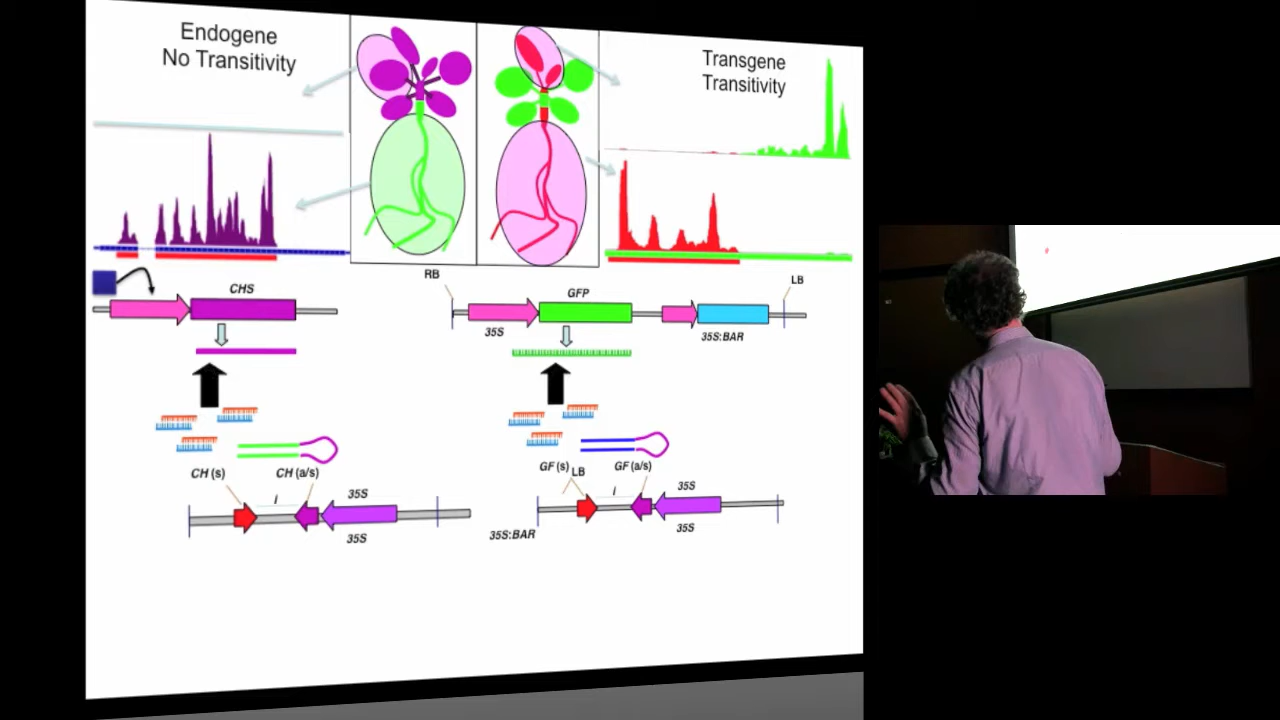 Endogene
No Transitivity
Transgene
Transitivity
RB
LB
CHS
GFP
35S
35S:BAR
CH (s)
CH (a/s)
i
35S
35S
GF (s)
LB
GF (a/s)
i
35S
35S
35S:BAR